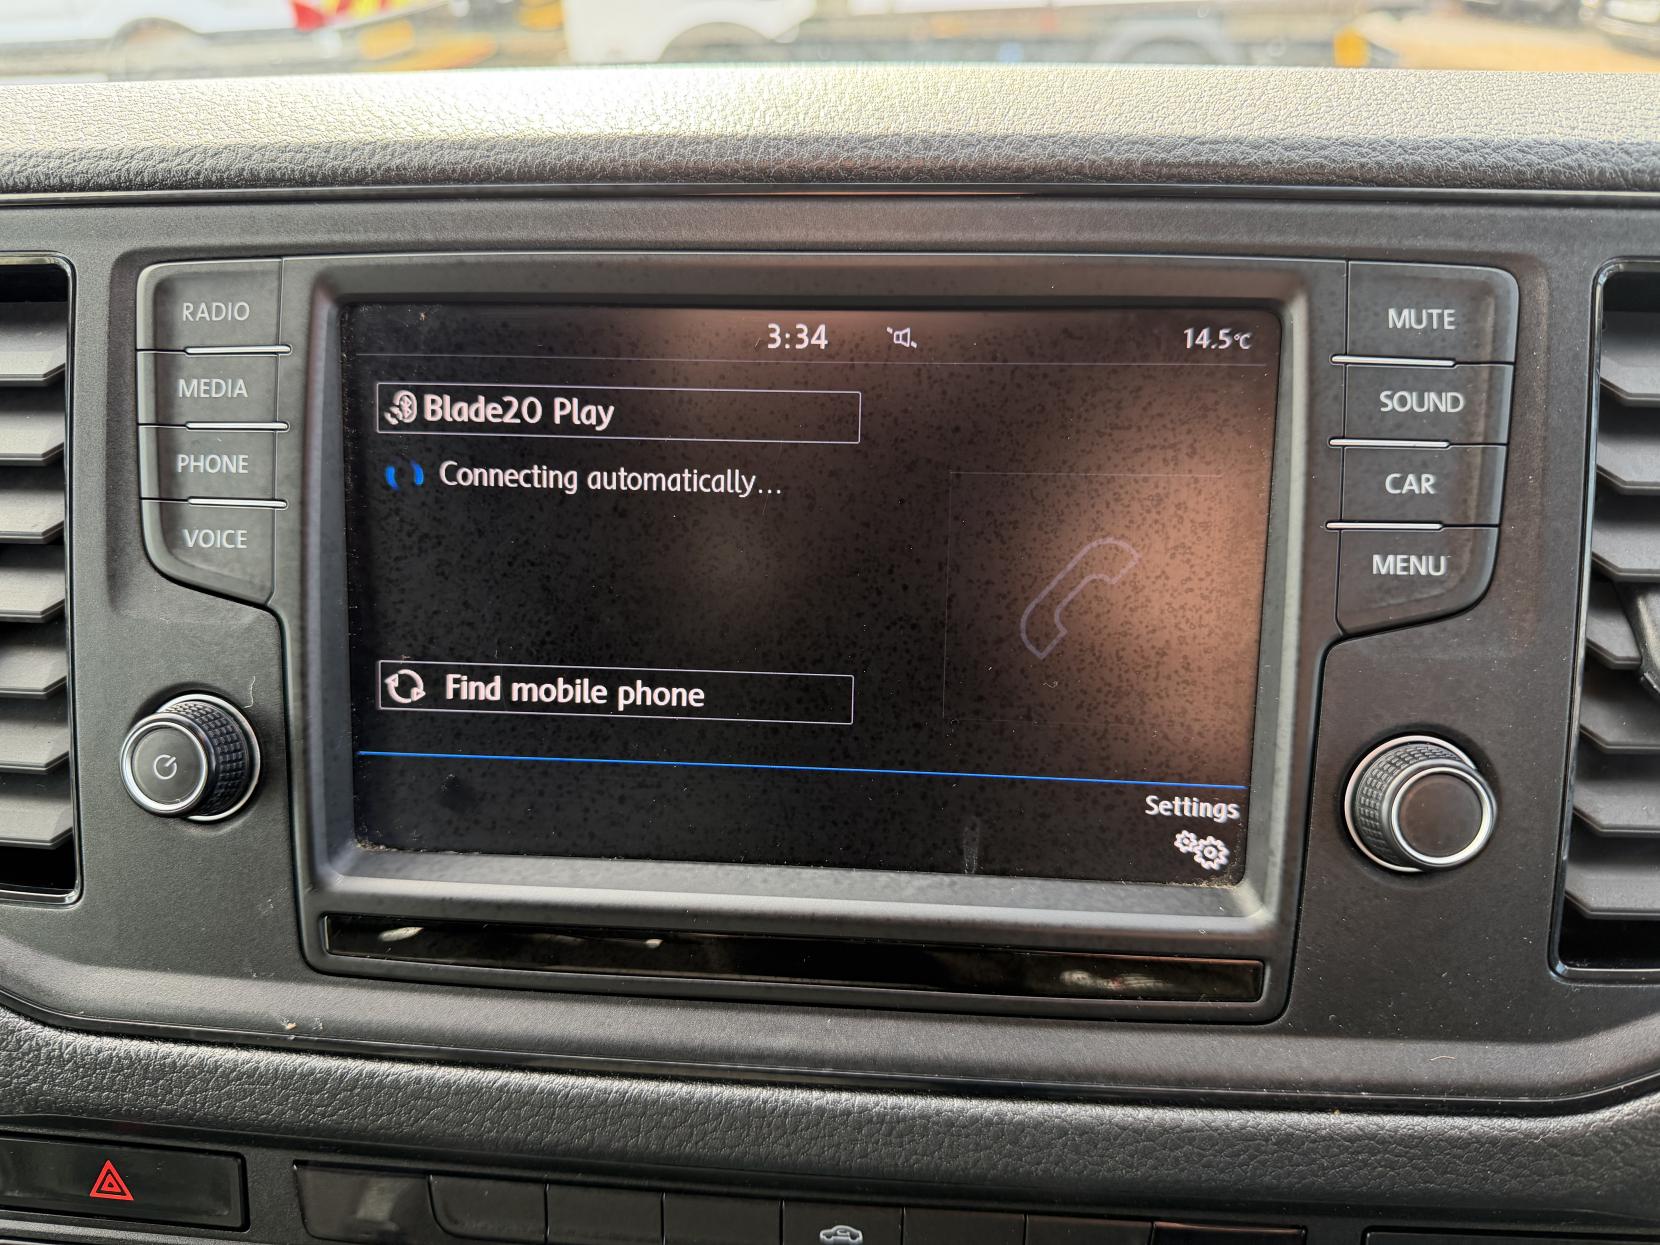 RADIO
MEDIA
PHONE
VOICE
3:34
14.5°C
Blade20 Play
Connecting automatically...
Find mobile phone
Settings
MUTE
SOUND
CAR
MENU